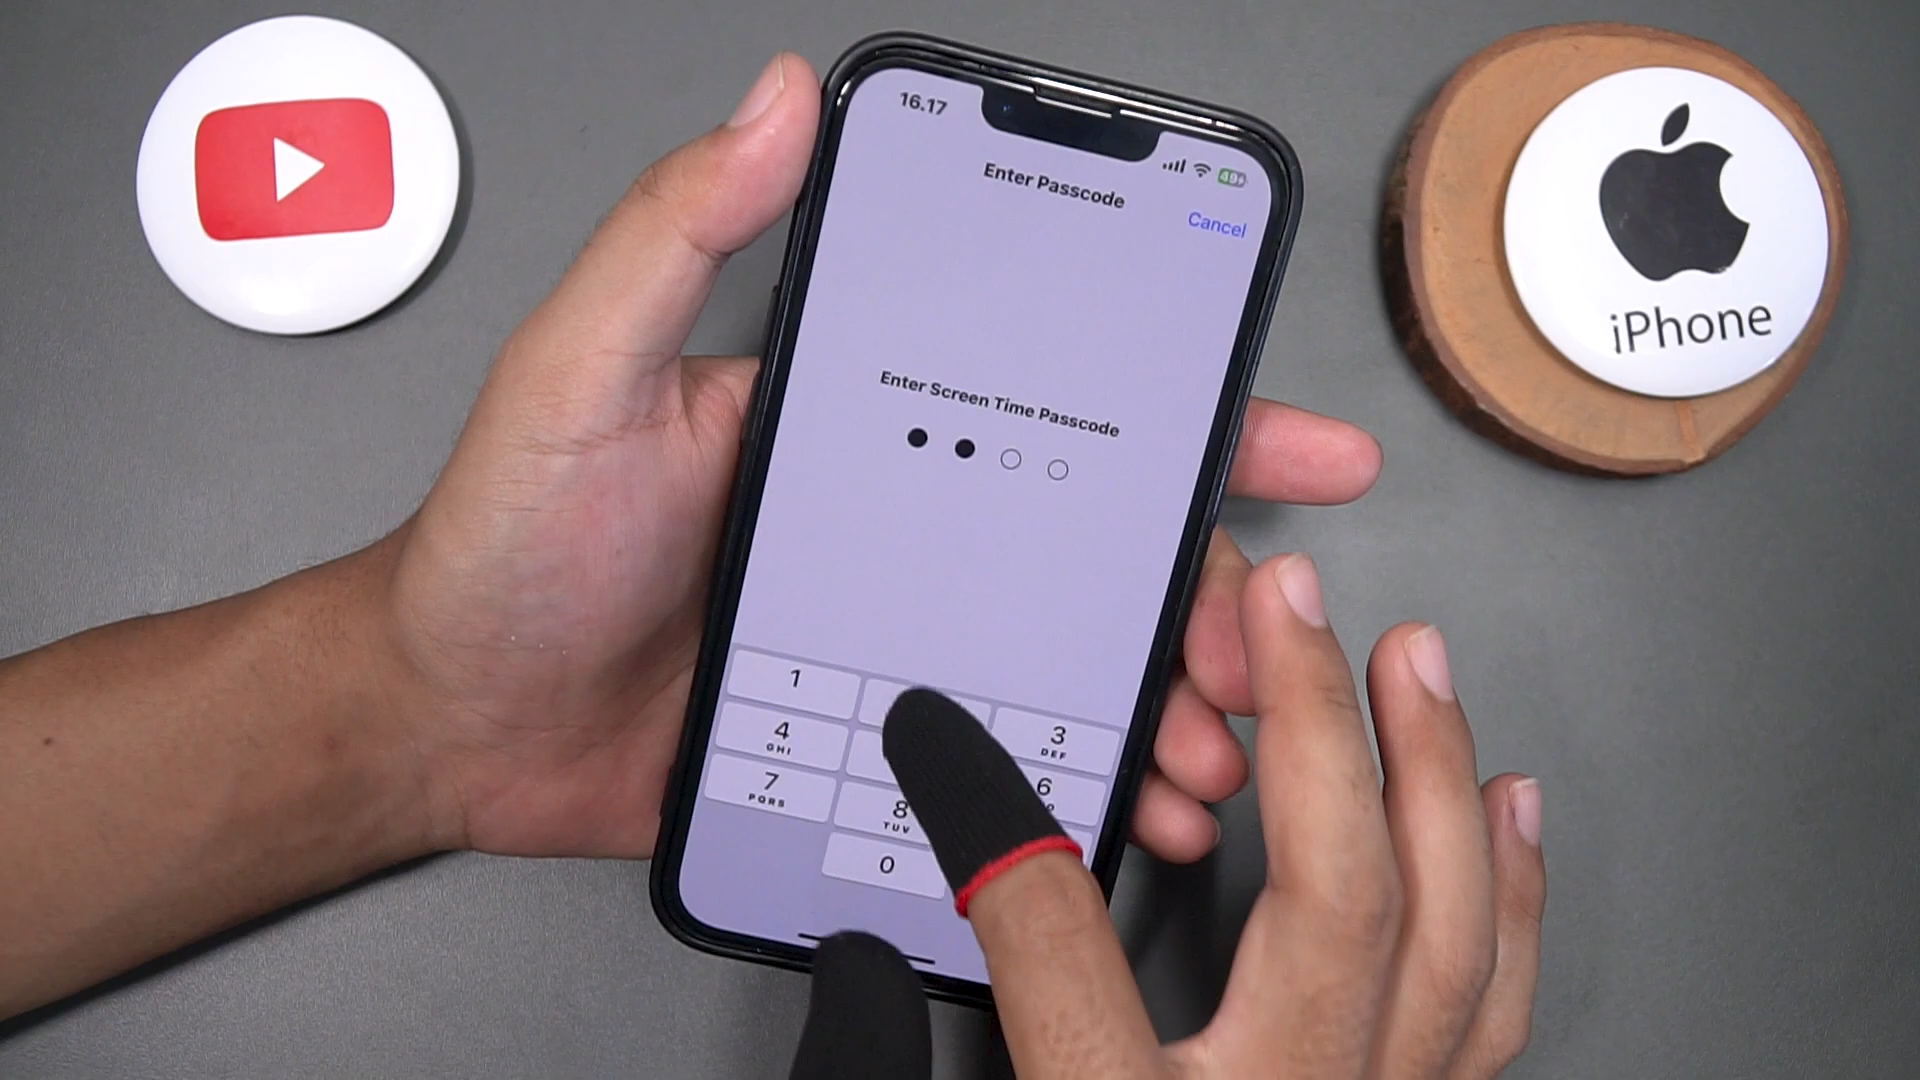 16.17
49
Enter Passcode
Cancel
iPhone
Enter Screen Time Passcode
1
3
DEF
4
GHI
6
7
PQRS
8
TUV
0